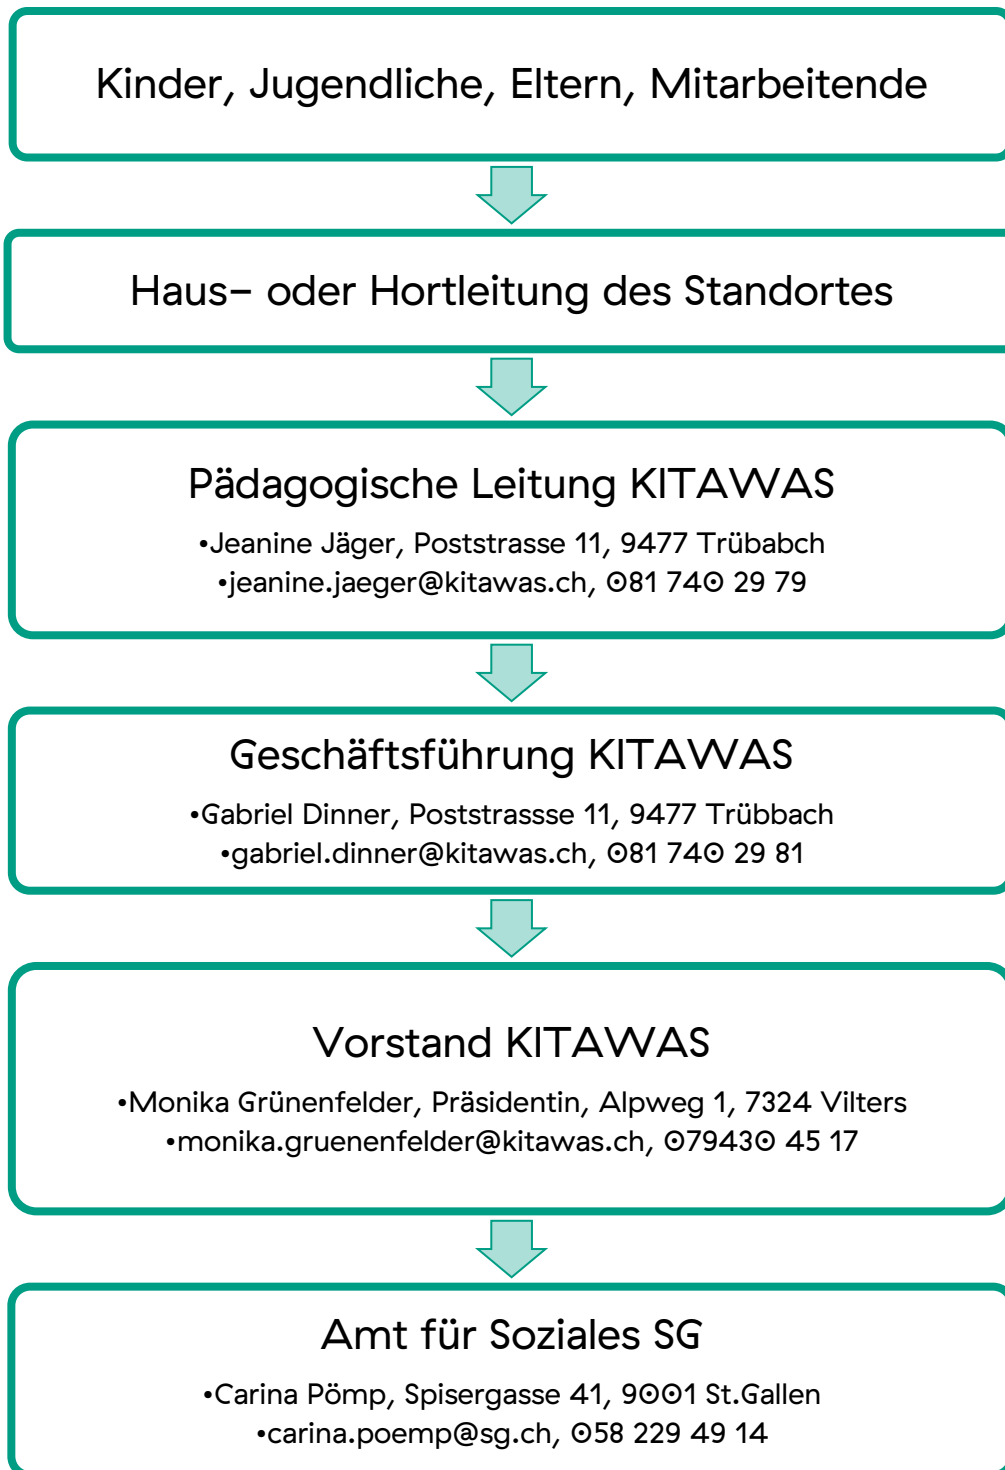 Kinder, Jugendliche, Eltern, Mitarbeitende
Haus- oder Hortleitung des Standortes
Pädagogische Leitung KITAWAS
•Jeanine Jäger, Poststrasse 11, 9477 Trübabch
•jeanine.jaeger@kitawas.ch, 081 740 29 79
Geschäftsführung KITAWAS
•Gabriel Dinner, Poststrassse 11, 9477 Trübbach
•gabriel.dinner@kitawas.ch, 081 740 29 81
Vorstand KITAWAS
•Monika Grünenfelder, Präsidentin, Alpweg 1, 7324 Vilters
•monika.gruenenfelder@kitawas.ch, 079430 45 17
Amt für Soziales SG
•Carina Pömp, Spisergasse 41, 9001 St.Gallen
•carina.poemp@sg.ch, 058 229 49 14